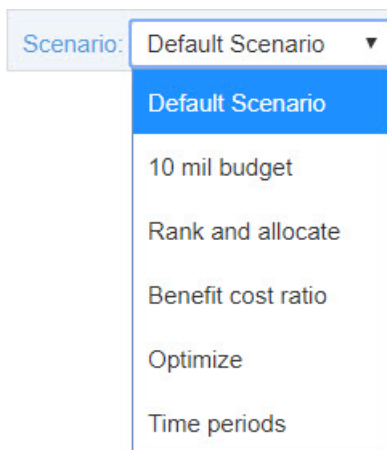 Scenario: Default Scenario ▼
Default Scenario
10 mil budget
Rank and allocate
Benefit cost ratio
Optimize
Time periods